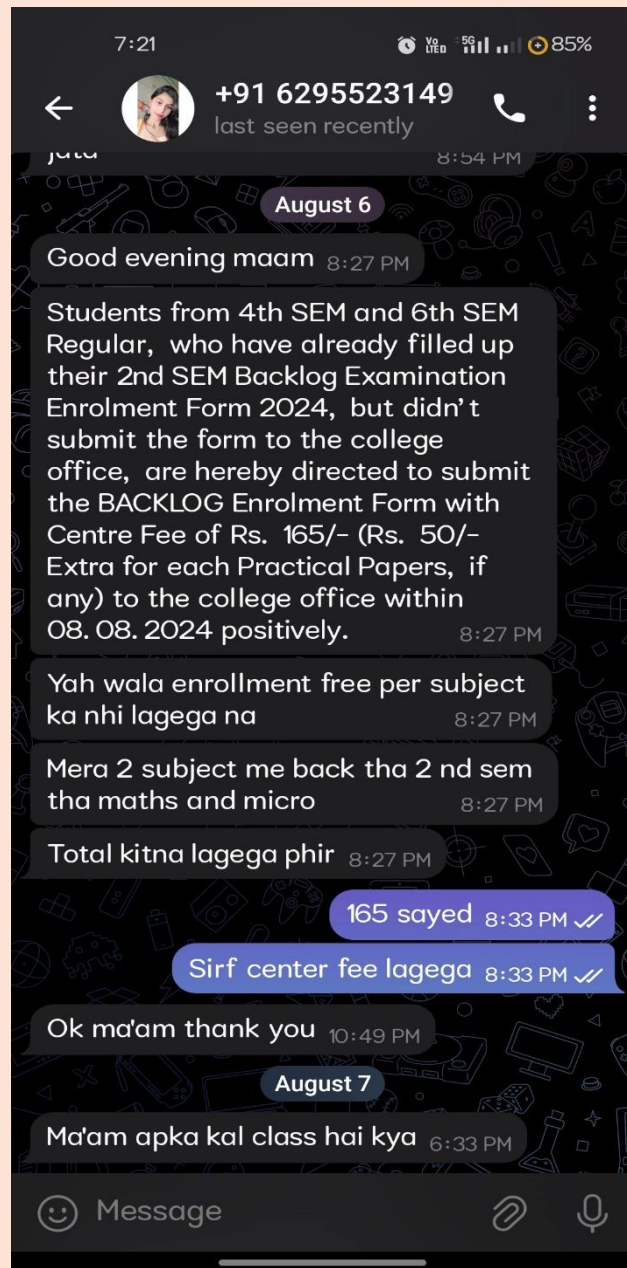 7:21
Vo LTED 5G 85%
+91 6295523149
last seen recently
8:54 PM
August 6
Good evening maam 8:27 PM
Students from 4th SEM and 6th SEM
Regular, who have already filled up
their 2nd SEM Backlog Examination
Enrolment Form 2024, but didn't
submit the form to the college
office, are hereby directed to submit
the BACKLOG Enrolment Form with
Centre Fee of Rs. 165/- (Rs. 50/-
Extra for each Practical Papers, if
any) to the college office within
08.08.2024 positively. 8:27 PM
Yah wala enrollment free per subject
ka nhi lagega na 8:27 PM
Mera 2 subject me back tha 2 nd sem
tha maths and micro 8:27 PM
Total kitna lagega phir 8:27 PM
165 sayed 8:33 PM
Sirf center fee lagega 8:33 PM
Ok ma'am thank you 10:49 PM
August 7
Ma'am apka kal class hai kya 6:33 PM
Message